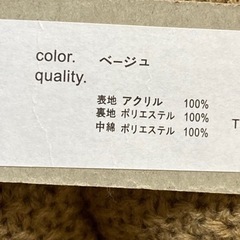 color. ベージュ
quality.
表地 アクリル 100%
裏地 ポリエステル 100%
中綿 ポリエステル 100%
T